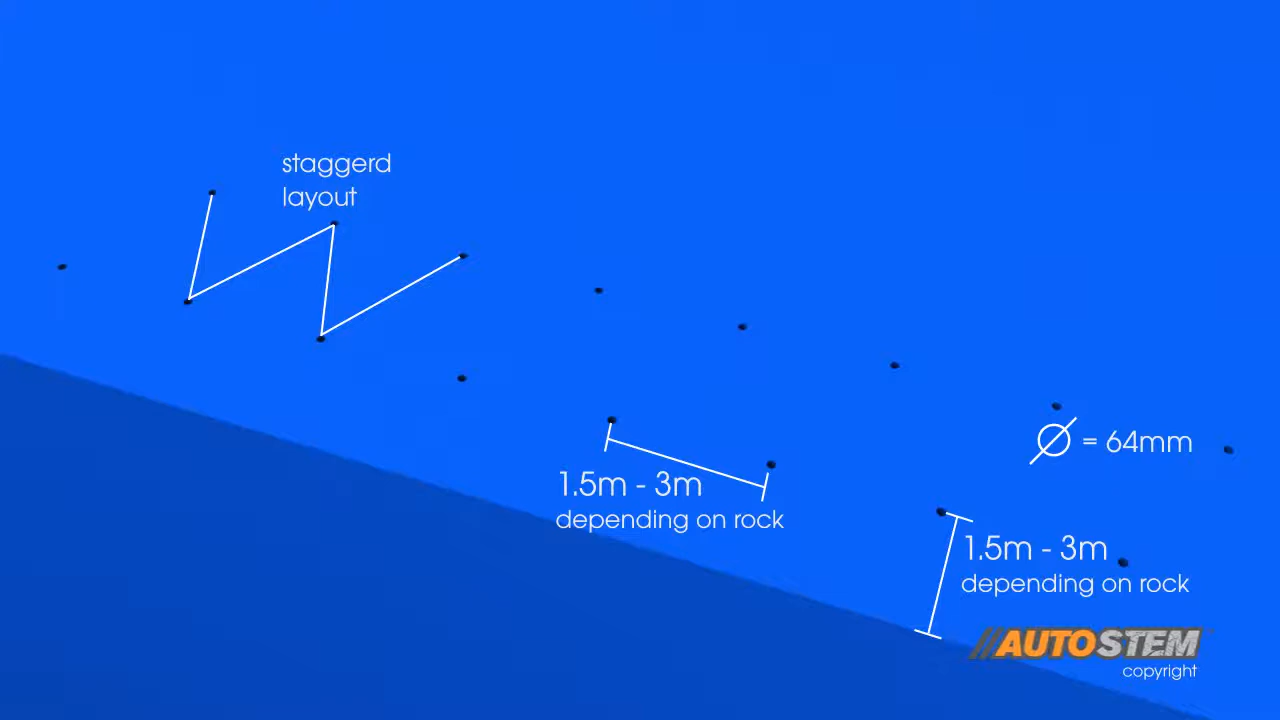 staggerd
layout
= 64mm
1.5m - 3m
depending on rock
1.5m - 3m
depending on rock
//AUTOSTEM
copyright